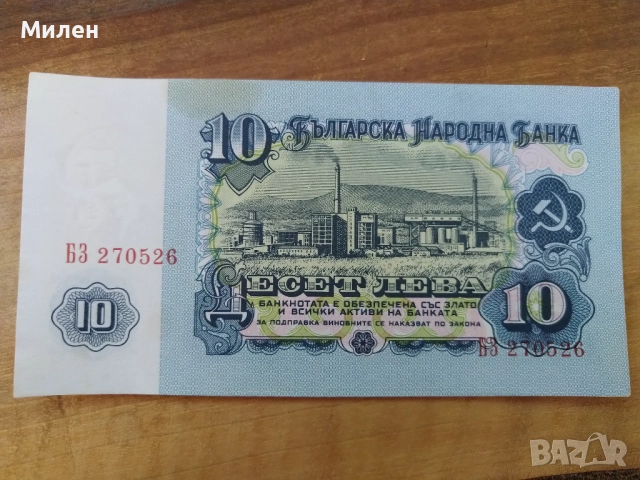 Милен
10 БЪЛГАРСКА НАРОДНА БАНКА
БЗ 270526
ДЕСЕТ ЛЕВА
БАНКНОТАТА Е ОБЕЗПЕЧЕНА СЪС ЗЛАТО
И ВСИЧКИ АКТИВИ НА БАНКАТА
ЗА ПОДПРАВКА ВИНОВНИТЕ СЕ НАКАЗВАТ ПО ЗАКОНА
10
10
БЗ 270526
BAZAR